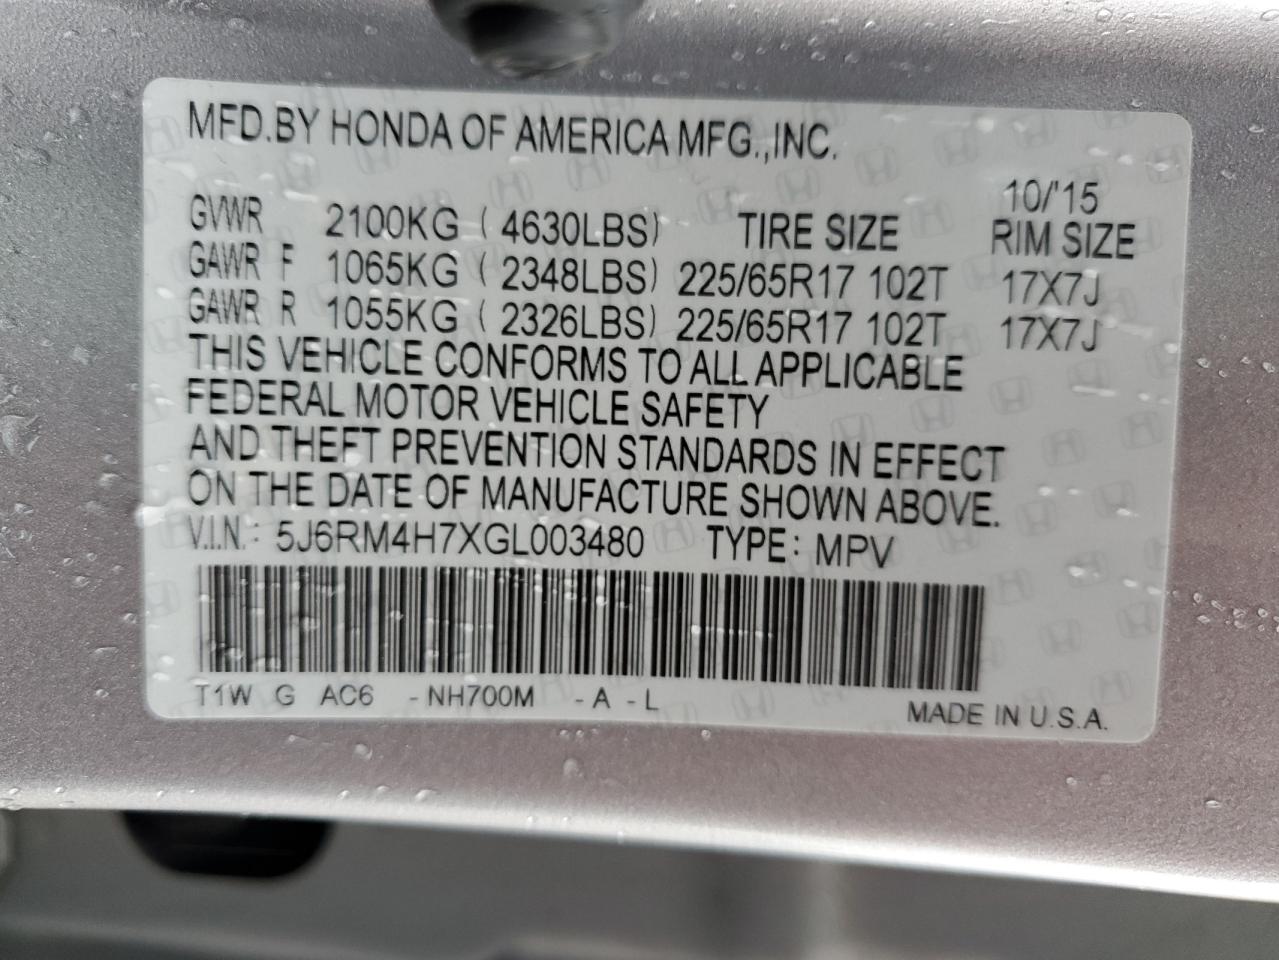 MFD.BY HONDA OF AMERICA MFG.,INC.
10/'15
GVWR 2100KG ( 4630LBS) TIRE SIZE RIM SIZE
GAWR F 1065KG ( 2348LBS) 225/65R17 102T 17X7J
GAWR R 1055KG ( 2326LBS) 225/65R17 102T 17X7J
THIS VEHICLE CONFORMS TO ALL APPLICABLE
FEDERAL MOTOR VEHICLE SAFETY
AND THEFT PREVENTION STANDARDS IN EFFECT
ON THE DATE OF MANUFACTURE SHOWN ABOVE.
V.I.N.: 5J6RM4H7XGL003480 TYPE: MPV
T1W G AC6 -NH700M -A -L
MADE IN U.S.A.